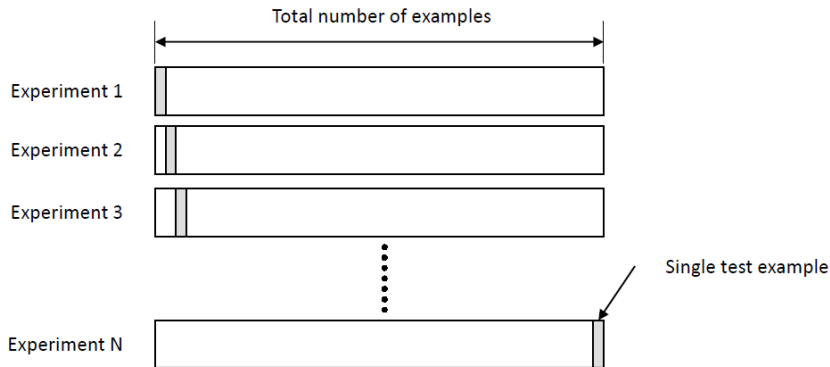 Total number of examples
Experiment 1
Experiment 2
Experiment 3
Single test example
Experiment N